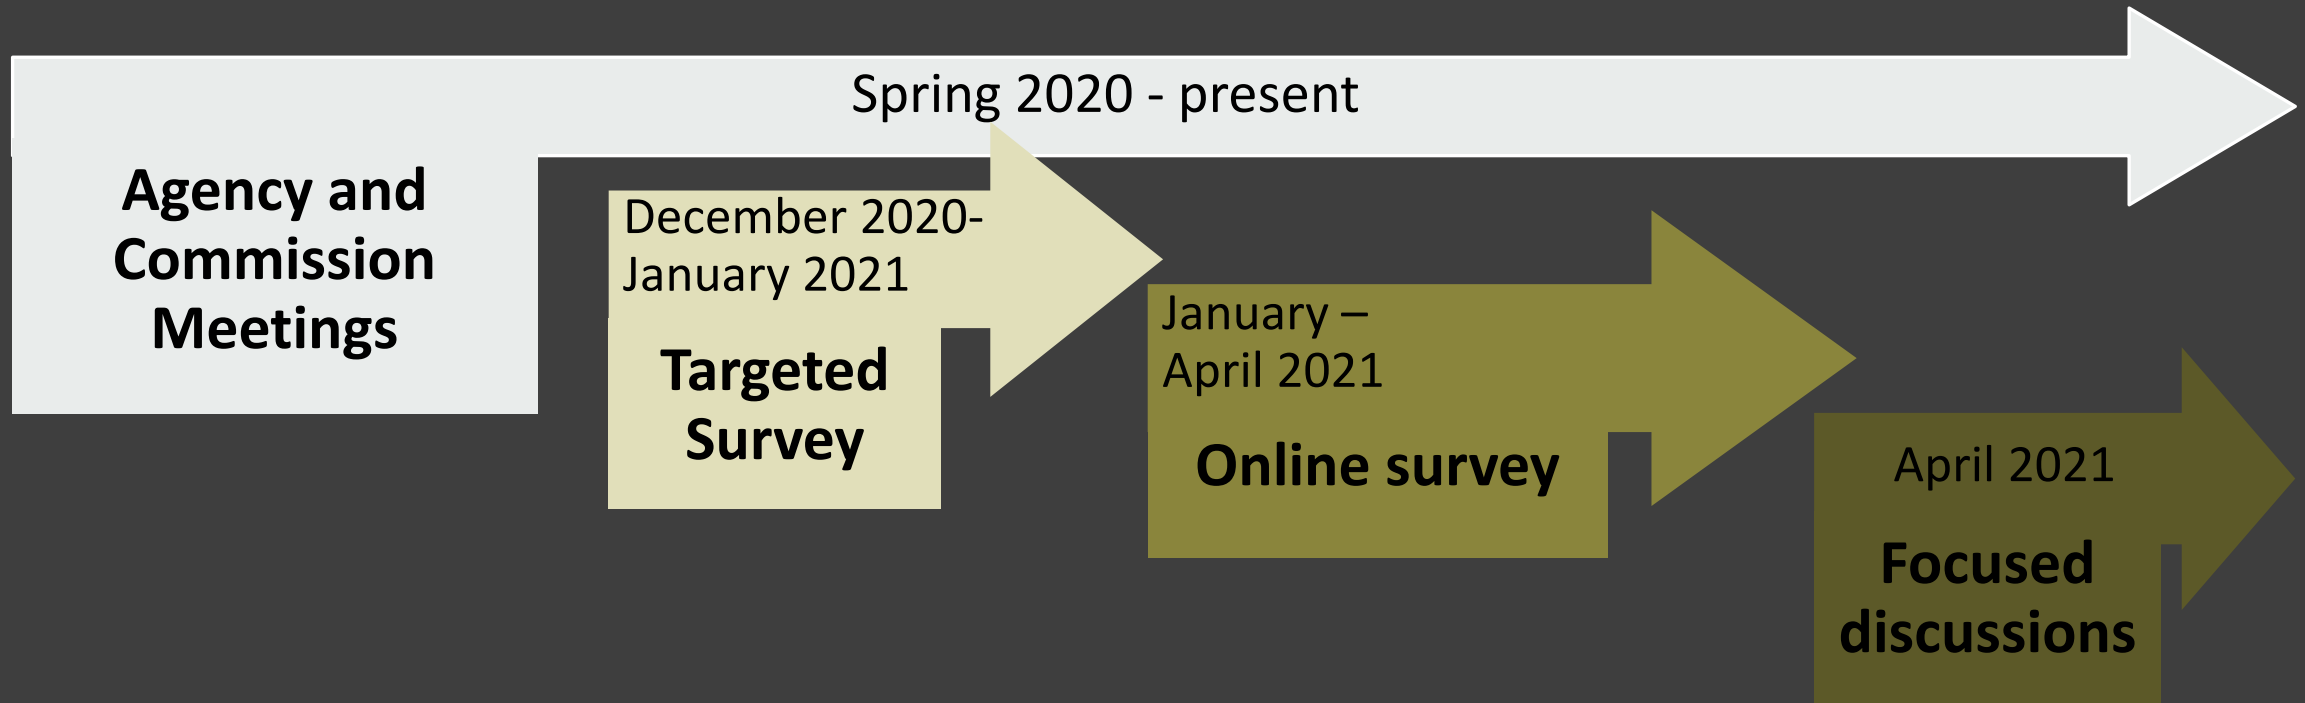 Spring 2020 - present
Agency and
Commission
Meetings
December 2020-
January 2021
Targeted
Survey
January –
April 2021
Online survey
April 2021
Focused
discussions